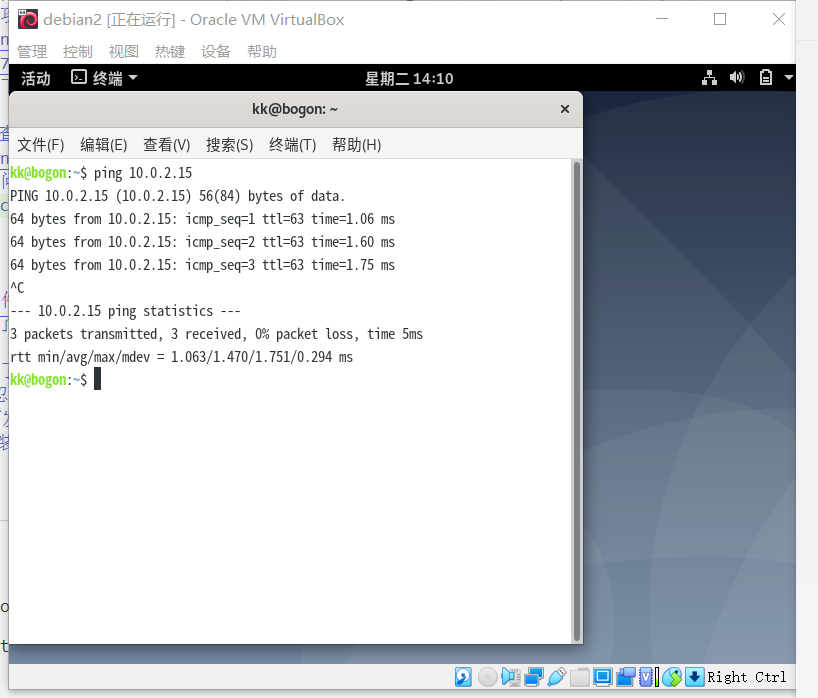 debian2 [正在运行] - Oracle VM VirtualBox
管理 控制 视图 热键 设备 帮助
活动 终端 星期二 14:10
kk@bogon: ~
文件(F) 编辑(E) 查看(V) 搜索(S) 终端(T) 帮助(H)
kk@bogon:~$ ping 10.0.2.15
PING 10.0.2.15 (10.0.2.15) 56(84) bytes of data.
64 bytes from 10.0.2.15: icmp_seq=1 ttl=63 time=1.06 ms
64 bytes from 10.0.2.15: icmp_seq=2 ttl=63 time=1.60 ms
64 bytes from 10.0.2.15: icmp_seq=3 ttl=63 time=1.75 ms
^C
--- 10.0.2.15 ping statistics ---
3 packets transmitted, 3 received, 0% packet loss, time 5ms
rtt min/avg/max/mdev = 1.063/1.470/1.751/0.294 ms
kk@bogon:~$
Right Ctrl